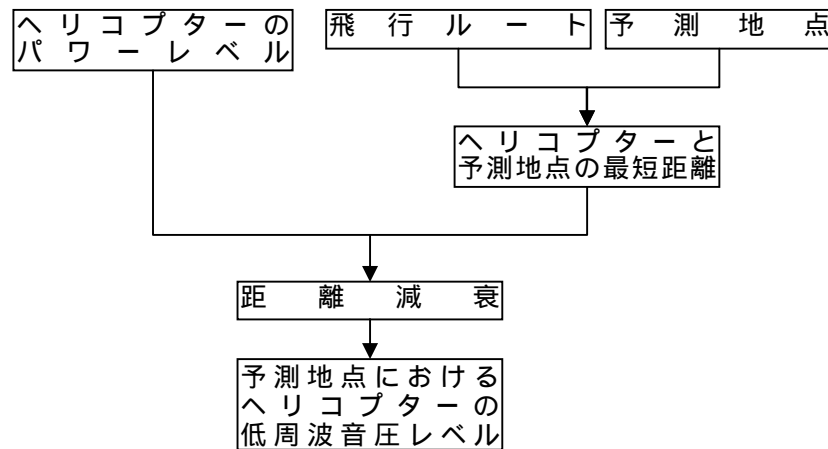 ヘリコプターの
パワーレベル
飛行ルート
予測地点
ヘリコプターと
予測地点の最短距離
距離減衰
予測地点における
ヘリコプターの
低周波音圧レベル